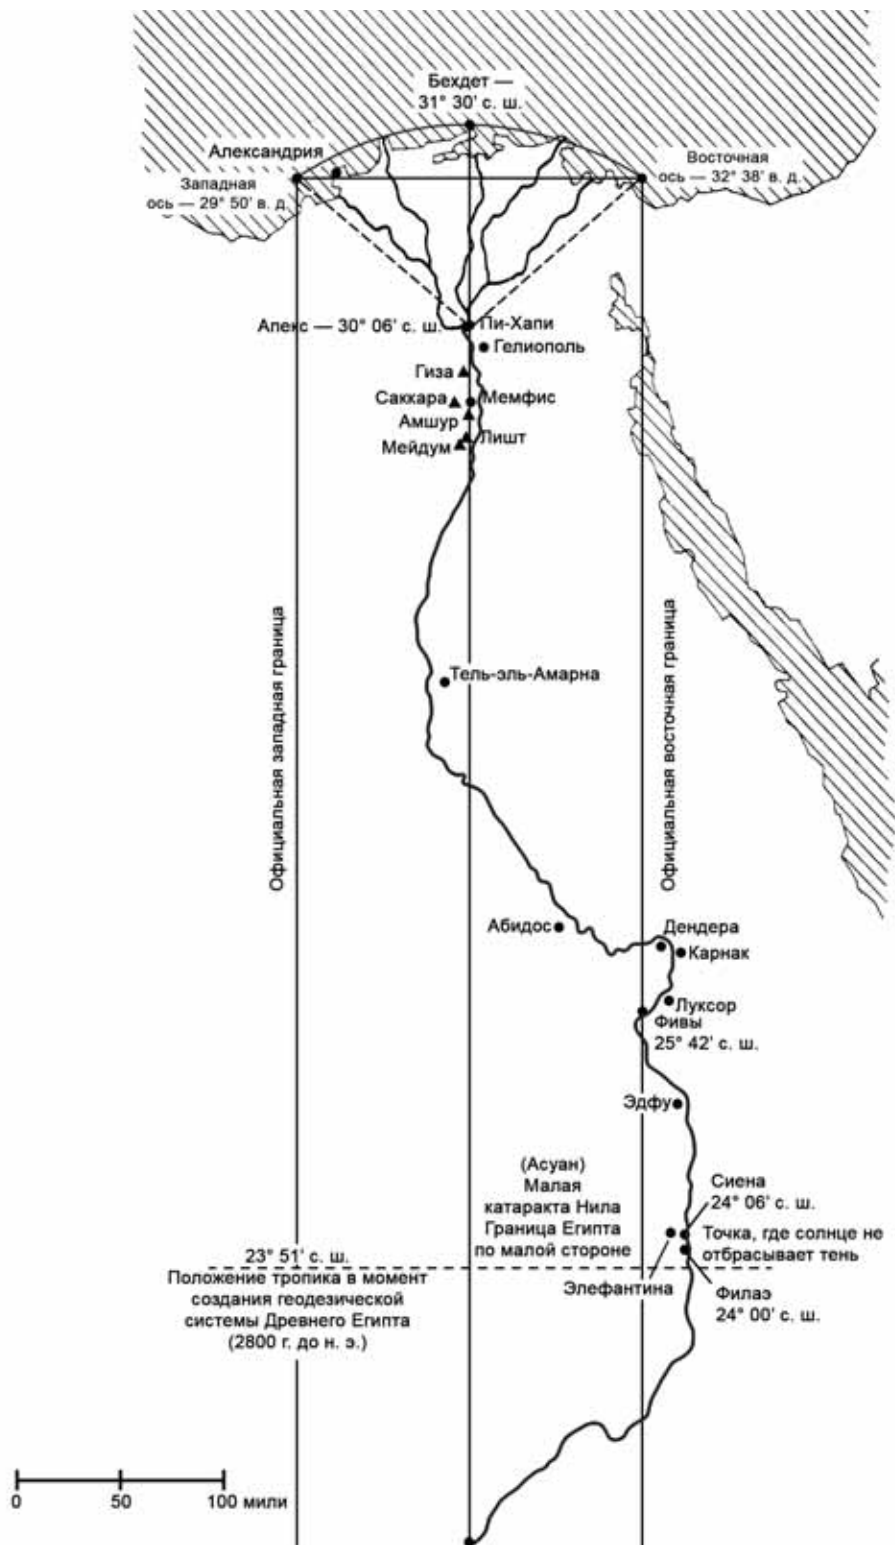 Бехдет —
31° 30' с. ш.
Александрия
Западная
ось — 29° 50' в. д.
Восточная
ось — 32° 38' в. д.
Апекс — 30° 06' с. ш.
Пи-Хапи
Гелиополь
Гиза
Саккара
Мемфис
Амшур
Лишт
Мейдум
Официальная западная граница
Официальная восточная граница
Тель-эль-Амарна
Абидос
Дендера
Карнак
Луксор
Фивы
25° 42' с. ш.
Эдфу
(Асуан)
Малая
катаракта Нила
Граница Египта
по малой стороне
Сиена
24° 06' с. ш.
Точка, где солнце не
отбрасывает тень
Элефантина
Филаэ
24° 00' с. ш.
23° 51' с. ш.
Положение тропика в момент
создания геодезической
системы Древнего Египта
(2800 г. до н. э.)
0 50 100 мили